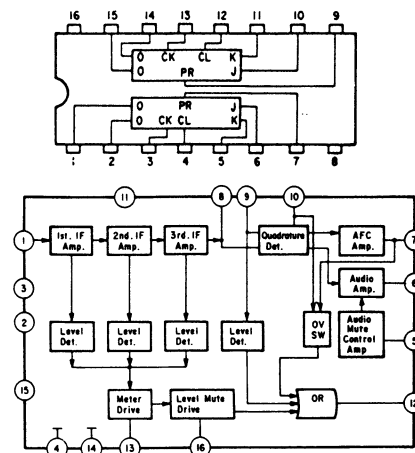 16 15 14 13 12 11 10 9
O CK CL K
O PR J
O PR J
O CK CL K
1 2 3 4 5 6 7 8
11 8 9 10
1 1st. IF Amp. 2nd. IF Amp. 3rd. IF Amp. Quadrature Det. AFC Amp. 7
3 Audio Amp. 6
2 Level Det. Level Det. Level Det. Level Det. OV SW Audio Mute Control Amp 5
15 Meter Drive Level Mute Drive OR 12
4 14 13 16